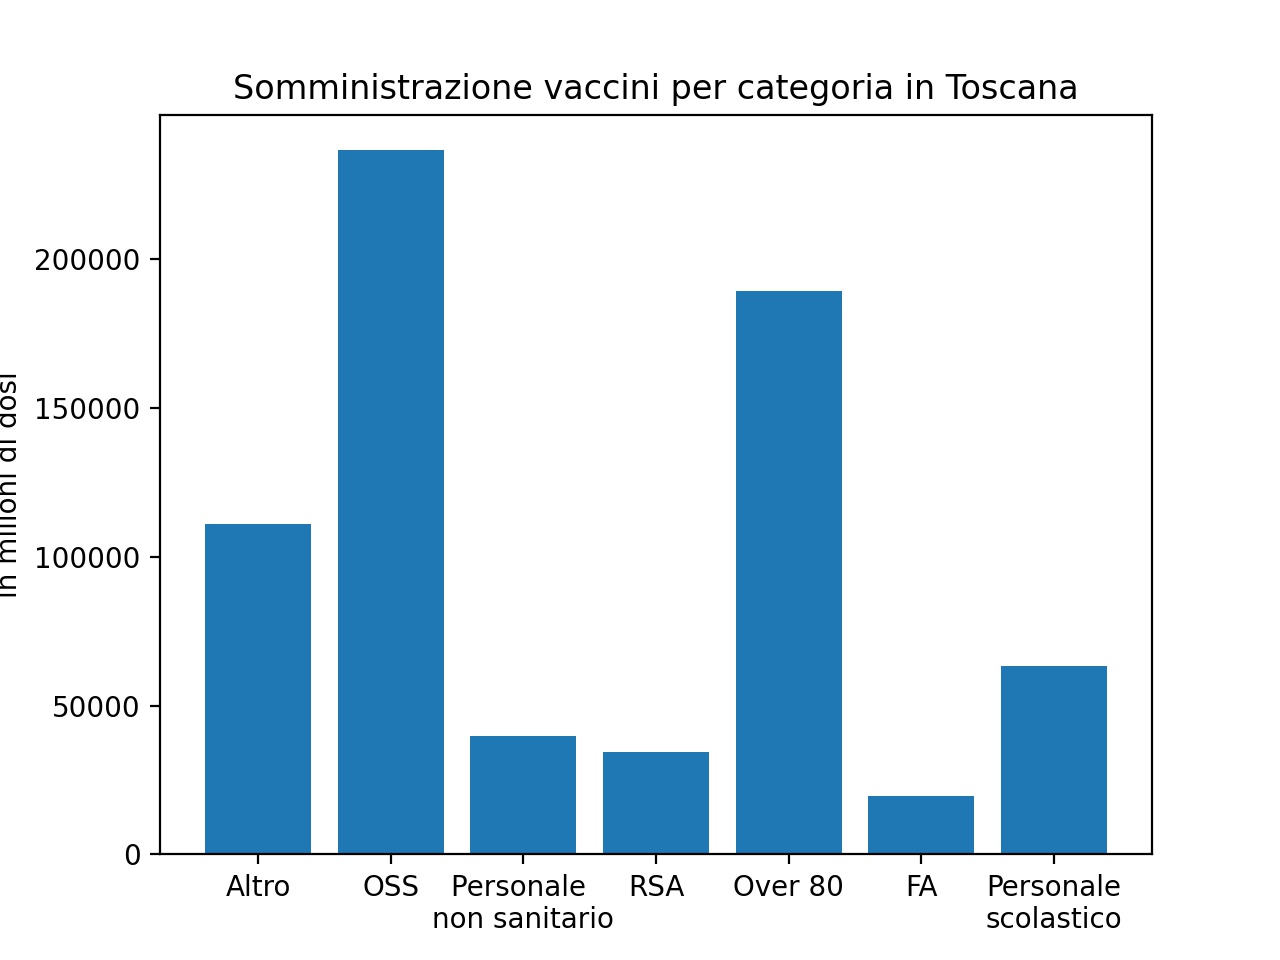 Somministrazione vaccini per categoria in Toscana
In milioni di dosi
200000
150000
100000
50000
0
Altro
OSS
Personale
non sanitario
RSA
Over 80
FA
Personale
scolastico